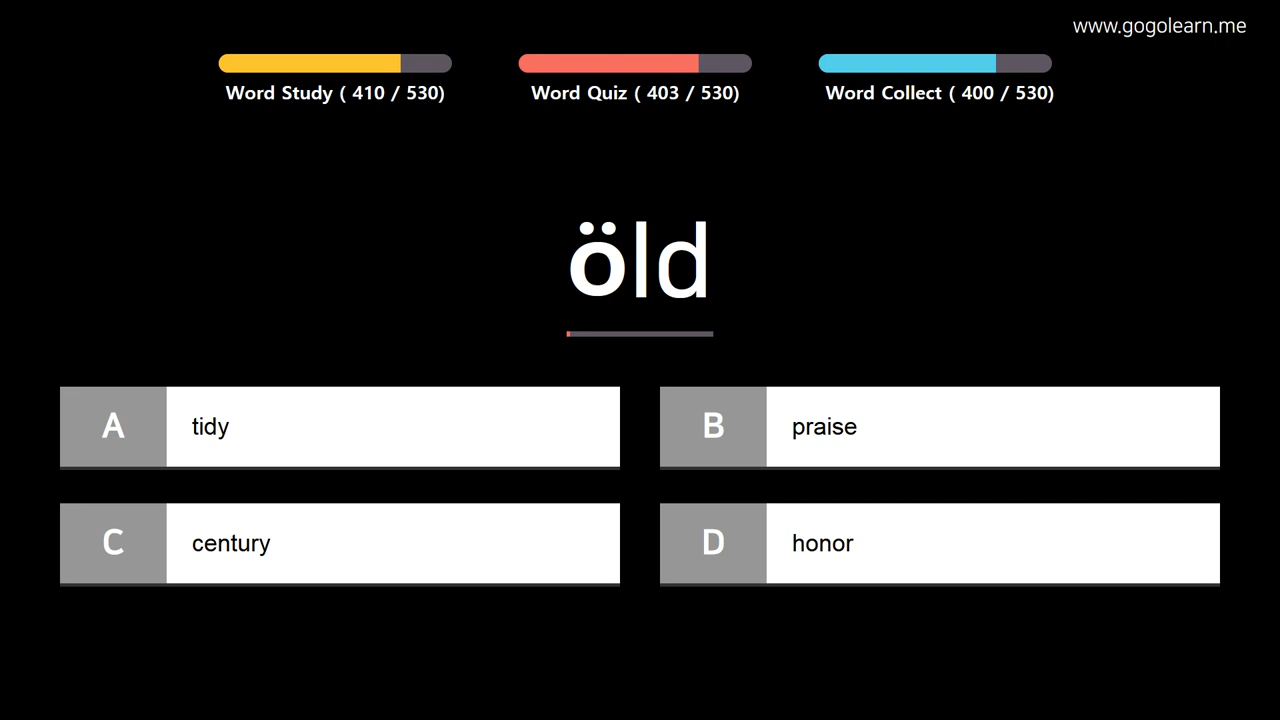 www.gogolearn.me
Word Study ( 410 / 530)
Word Quiz ( 403 / 530)
Word Collect ( 400 / 530)
öld
A tidy
B praise
C century
D honor